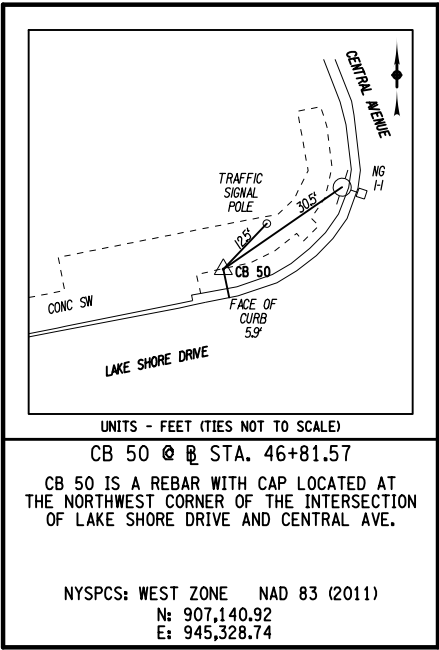 CENTRAL AVENUE
NG
I-1
TRAFFIC
SIGNAL
POLE
12.5'
30.5'
CB 50
FACE OF
CURB
5.9'
CONC SW
LAKE SHORE DRIVE
UNITS - FEET (TIES NOT TO SCALE)
CB 50 @ BL STA. 46+81.57
CB 50 IS A REBAR WITH CAP LOCATED AT
THE NORTHWEST CORNER OF THE INTERSECTION
OF LAKE SHORE DRIVE AND CENTRAL AVE.
NYSPCS: WEST ZONE NAD 83 (2011)
N: 907,140.92
E: 945,328.74